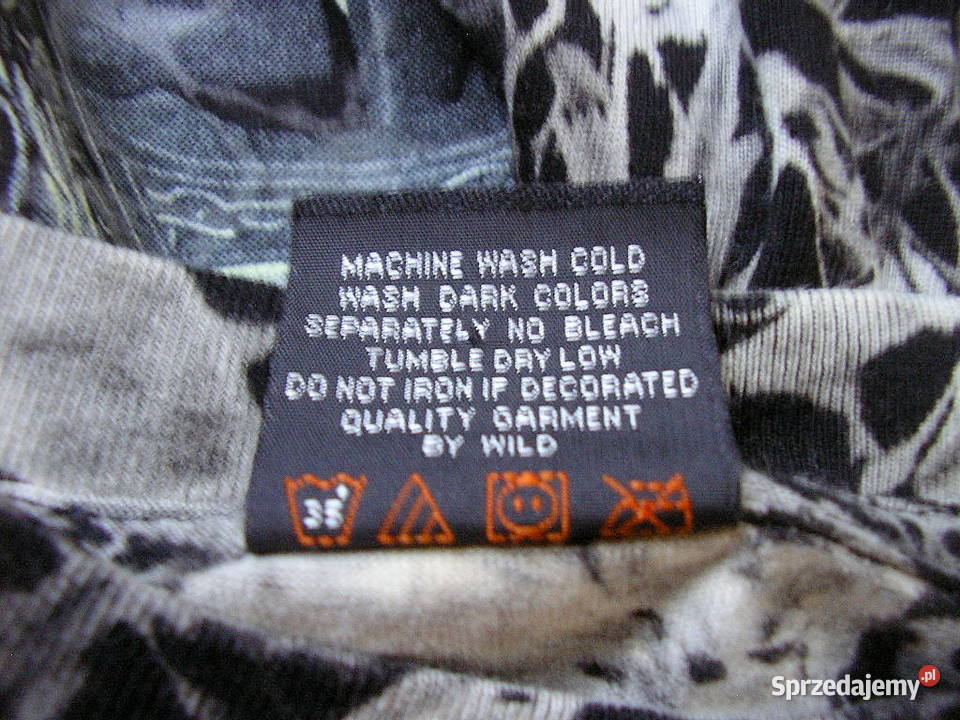 MACHINE WASH COLD
WASH DARK COLORS
SEPARATELY NO BLEACH
TUMBLE DRY LOW
DO NOT IRON IF DECORATED
QUALITY GARMENT
BY WILD
35°
Sprzedajemy.pl